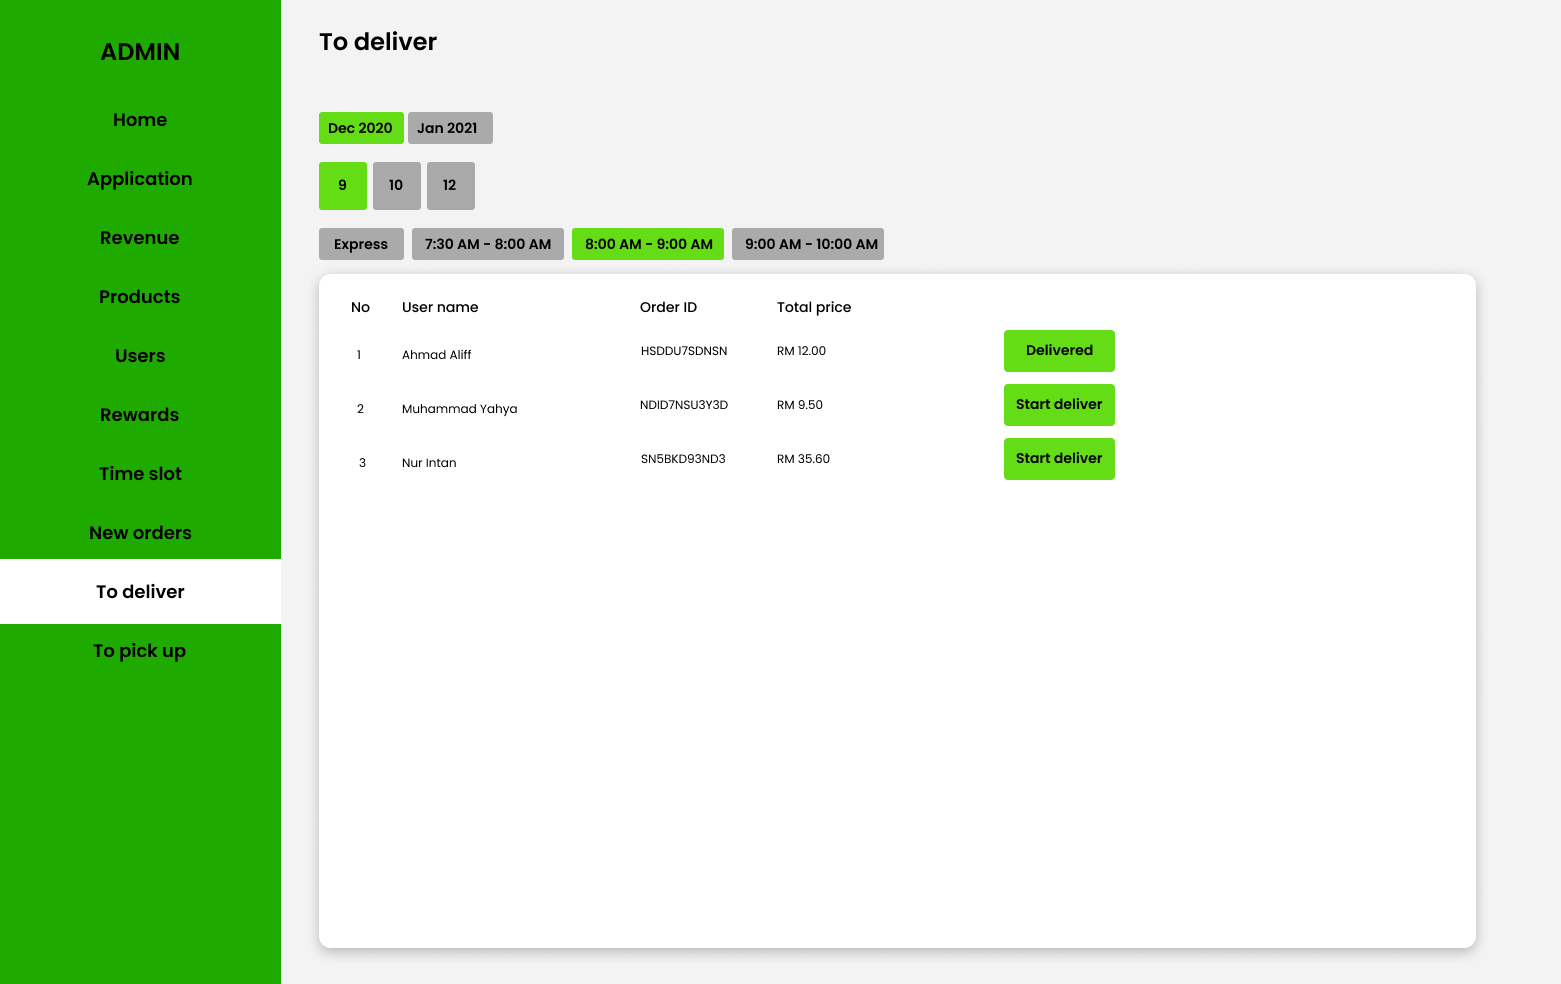 ADMIN
Home
Application
Revenue
Products
Users
Rewards
Time slot
New orders
To deliver
To pick up
To deliver
Dec 2020 Jan 2021
9 10 12
Express 7:30 AM - 8:00 AM 8:00 AM - 9:00 AM 9:00 AM - 10:00 AM
No User name Order ID Total price
1 Ahmad Aliff HSDDU7SDNSN RM 12.00 Delivered
2 Muhammad Yahya NDID7NSU3Y3D RM 9.50 Start deliver
3 Nur Intan SN5BKD93ND3 RM 35.60 Start deliver